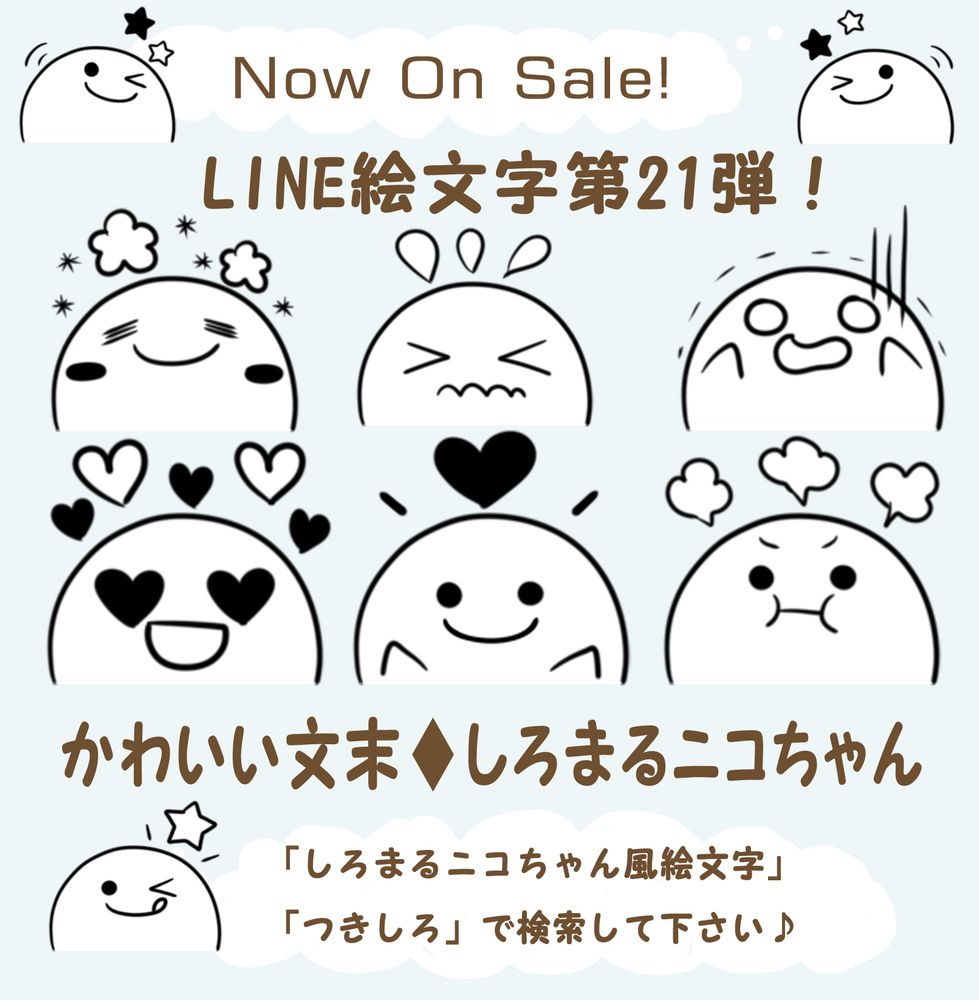 Now On Sale!
LINE絵文字第21弾！
かわいい文末♦しろまるニコちゃん
「しろまるニコちゃん風絵文字」
「つきしろ」で検索して下さい♪